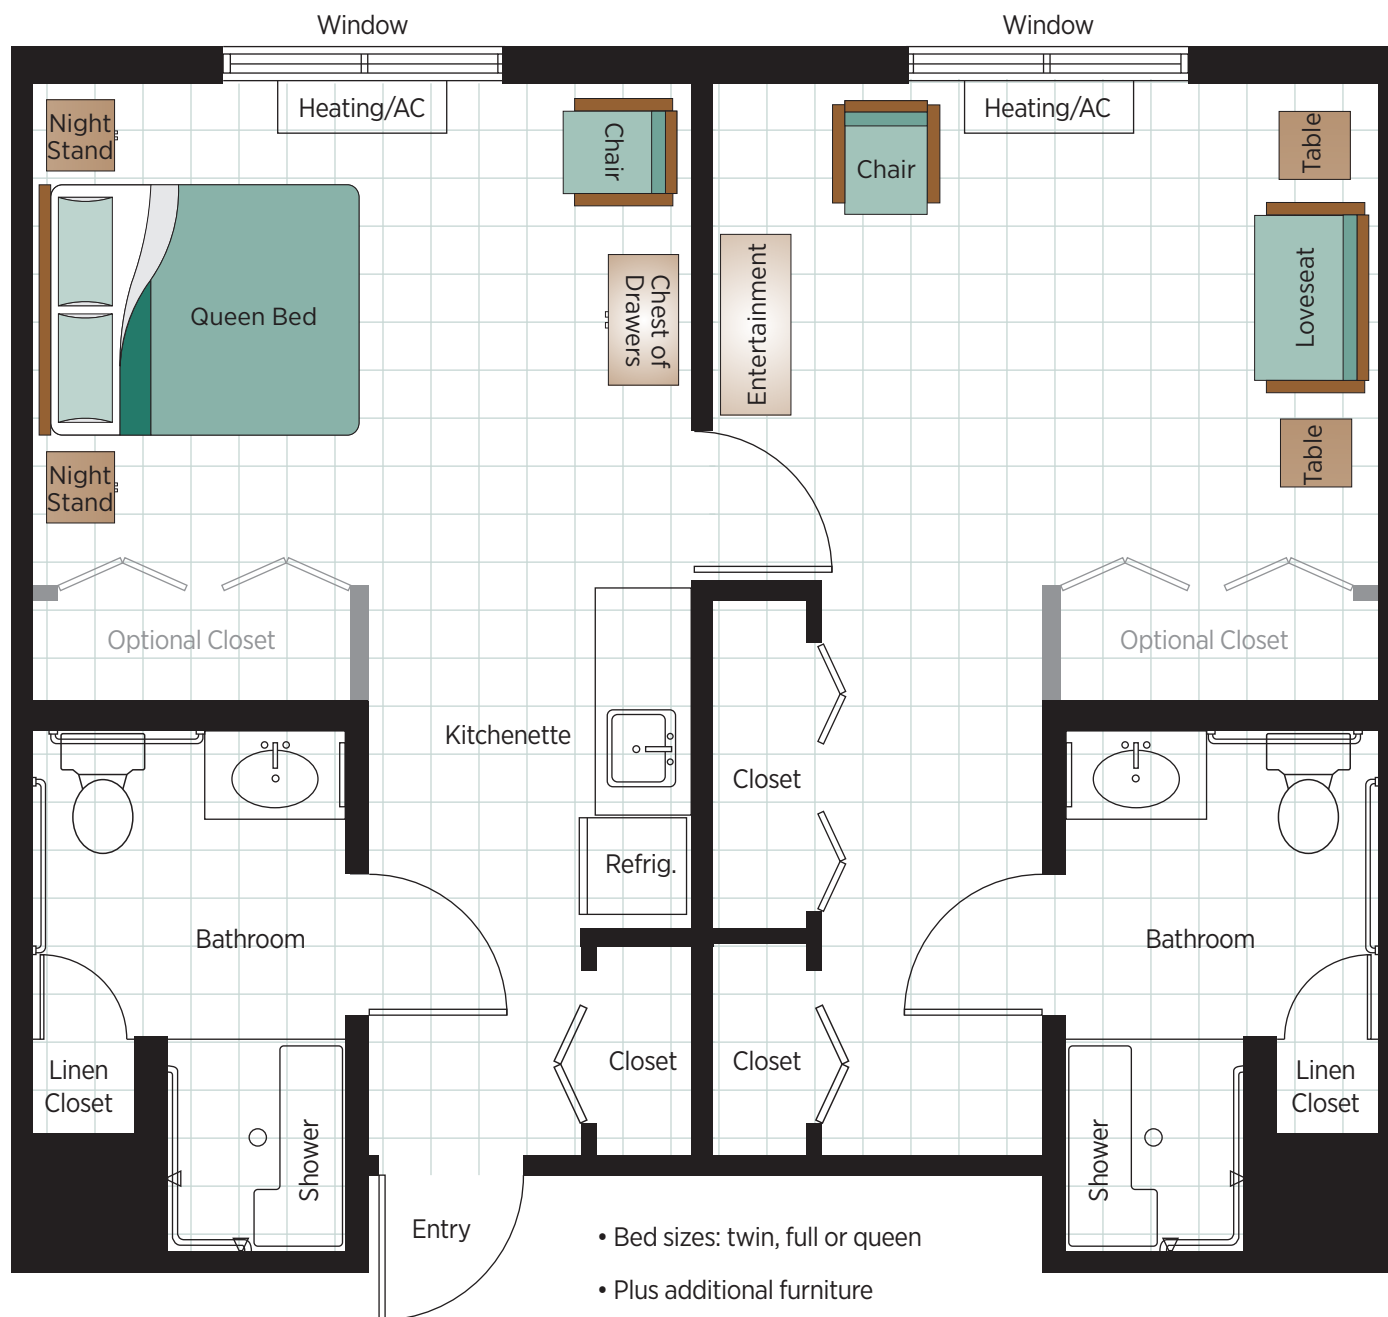 Window
Window
Heating/AC
Heating/AC
Night
Stand
Chair
Chair
Table
Queen Bed
Chest of
Drawers
Entertainment
Loveseat
Night
Stand
Table
Optional Closet
Optional Closet
Kitchenette
Closet
Refrig.
Bathroom
Bathroom
Linen
Closet
Closet
Closet
Linen
Closet
Shower
Shower
Entry
• Bed sizes: twin, full or queen
• Plus additional furniture